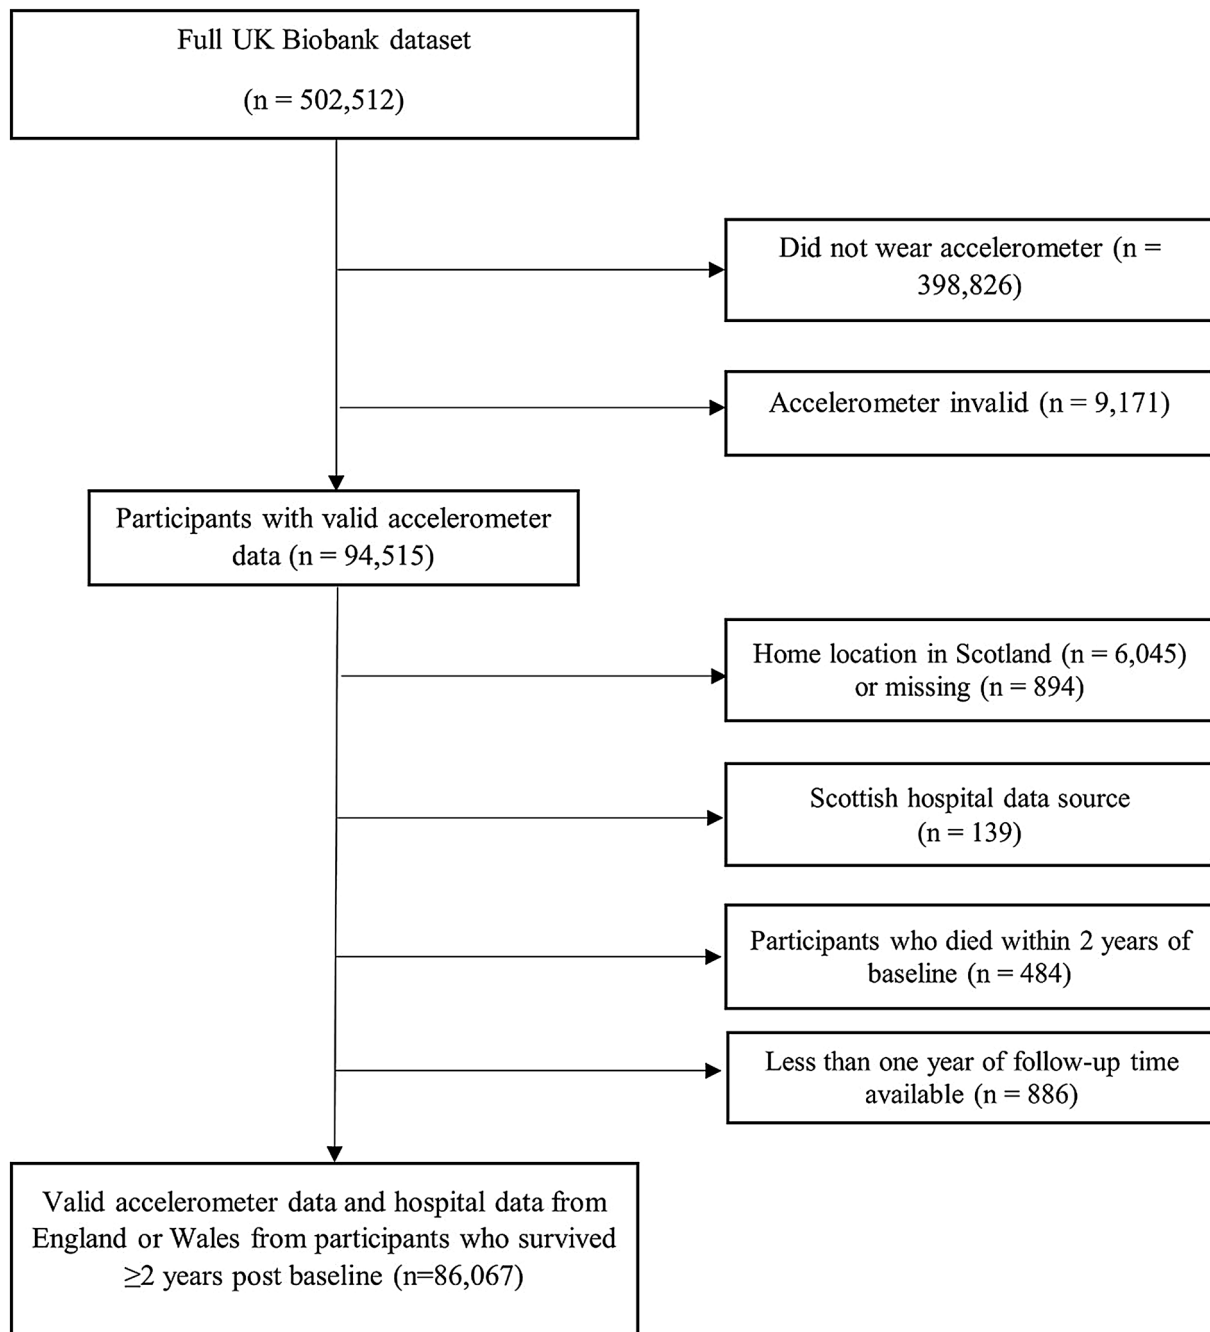 Full UK Biobank dataset
(n = 502,512)
Did not wear accelerometer (n =
398,826)
Accelerometer invalid (n = 9,171)
Participants with valid accelerometer
data (n = 94,515)
Home location in Scotland (n = 6,045)
or missing (n = 894)
Scottish hospital data source
(n = 139)
Participants who died within 2 years of
baseline (n = 484)
Less than one year of follow-up time
available (n = 886)
Valid accelerometer data and hospital data from
England or Wales from participants who survived
≥2 years post baseline (n=86,067)